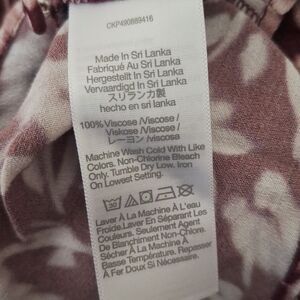 CKP490889416
Made In Sri Lanka
Fabriqué Au Sri Lanka
Hergestellt In Sri Lanka
Vervaardigd In Sri Lanka
スリランカ製
hecho en sri lanka
100% Viscose /Viscose/
Viskose /Viscose /
レーヨン /viscosa
Machine Wash Cold With Like
Colors. Non-Chlorine Bleach
Only. Tumble Dry Low. Iron
On Lowest Setting.
Laver À La Machine À L'eau
Froide.Laver En Séparant Les
Couleurs. Seulement Agent
De Blanchiment Non-Chloré.
Sécher À La Machine À
Basse Température. Repasser
À Fer Doux Si Nécessaire.